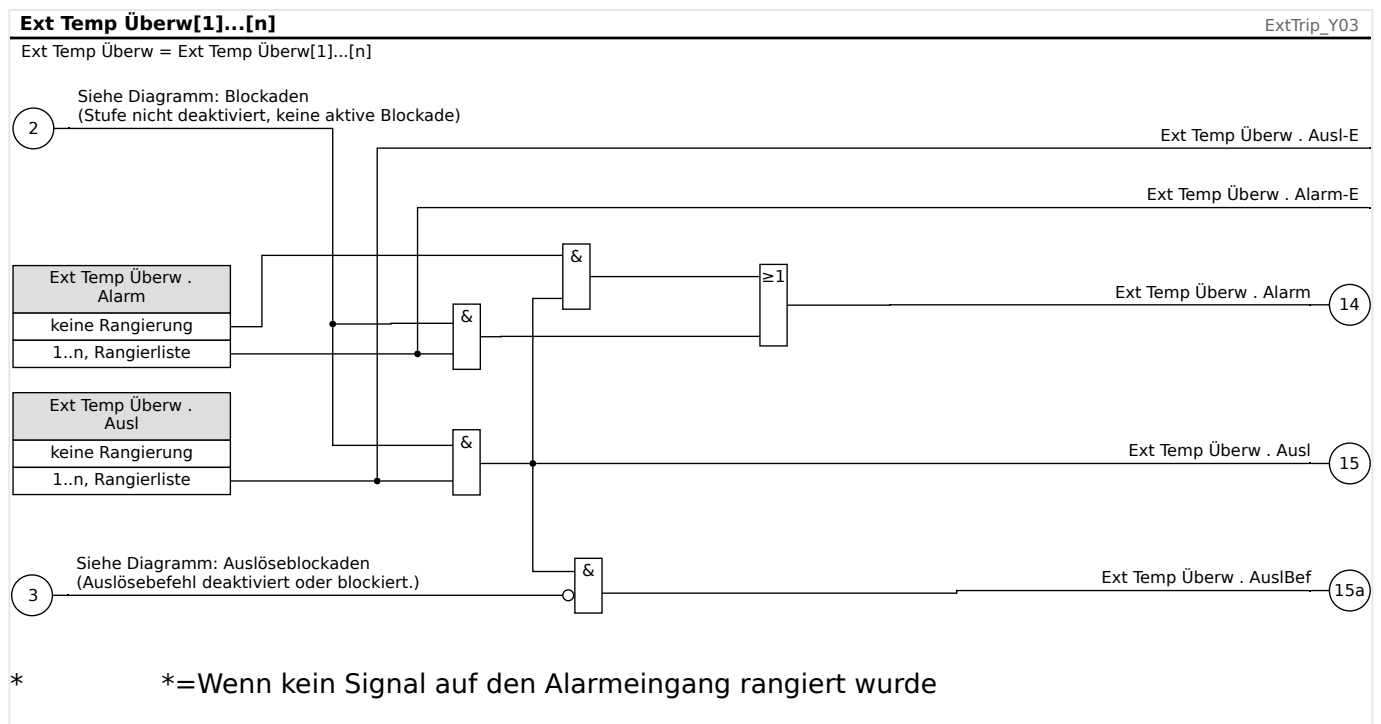 Ext Temp Überw[1]...[n]
ExtTrip_Y03
Ext Temp Überw = Ext Temp Überw[1]...[n]
Siehe Diagramm: Blockaden
(Stufe nicht deaktiviert, keine aktive Blockade)
2
Ext Temp Überw . Ausl-E
Ext Temp Überw . Alarm-E
&
≥1
Ext Temp Überw .
Alarm
keine Rangierung
1..n, Rangierliste
&
Ext Temp Überw . Alarm
14
Ext Temp Überw .
Ausl
keine Rangierung
1..n, Rangierliste
&
Ext Temp Überw . Ausl
15
Siehe Diagramm: Auslöseblockaden
(Auslösebefehl deaktiviert oder blockiert.)
3
&
Ext Temp Überw . AuslBef
15a
* *=Wenn kein Signal auf den Alarmeingang rangiert wurde